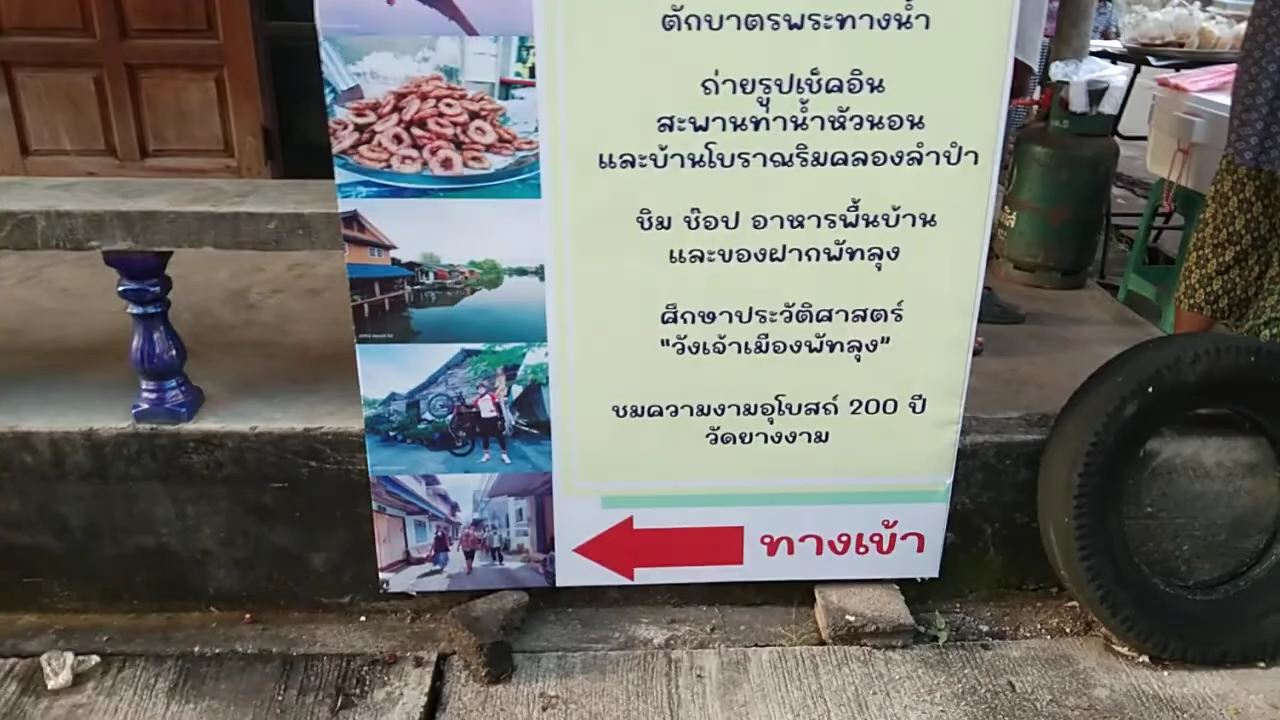 ตักบาตรพระทางน้ำ
ถ่ายรูปเช็คอิน
สะพานท่าน้ำหัวนอน
และบ้านโบราณริมคลองลำปำ
ชิม ช๊อป อาหารพื้นบ้าน
และของฝากพัทลุง
ศึกษาประวัติศาสตร์
"วังเจ้าเมืองพัทลุง"
ชมความงามอุโบสถ์ 200 ปี
วัดยางงาม
ทางเข้า